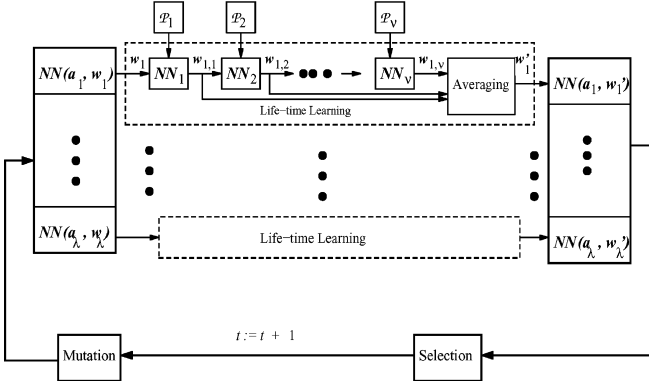 𝒫1 𝒫2 𝒫ν
NN(a1, w1) w1 NN1 w1,1 NN2 w1,2 NNν w1,ν Averaging w'1 NN(a1, w1')
Life-time Learning
NN(aλ, wλ) Life-time Learning NN(aλ, wλ')
t := t + 1
Mutation Selection